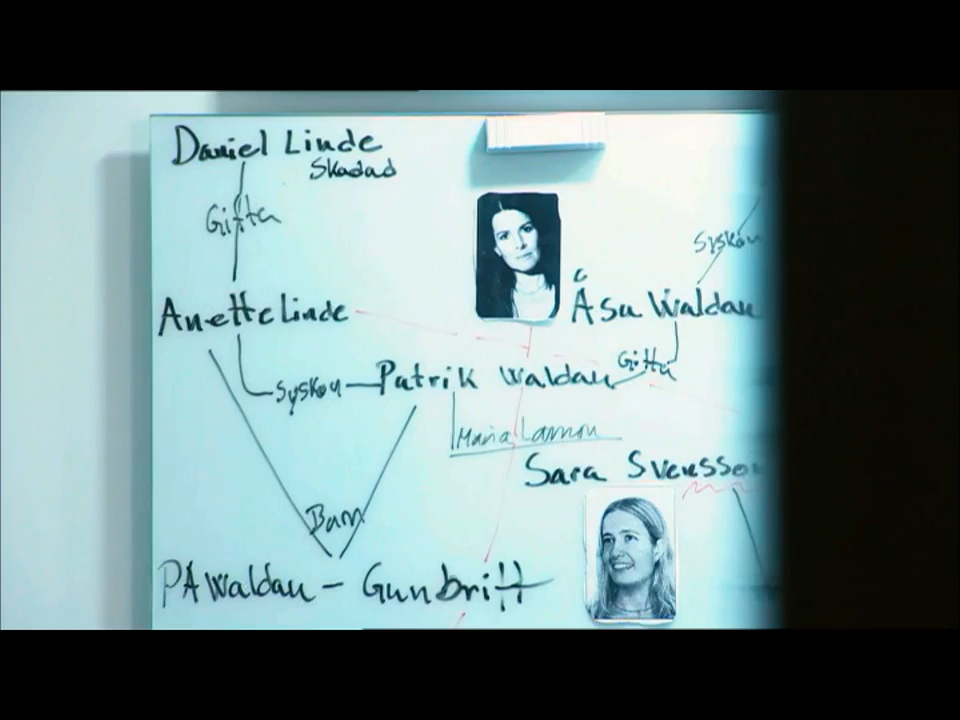 Daniel Linde
Skadad
Gifta
Syskon
Anette Linde
Åsa Waldau
Gifta
Syskon
Patrik Waldau
Maria
Sara Svensson
Barn
PA Waldau - Gunbritt